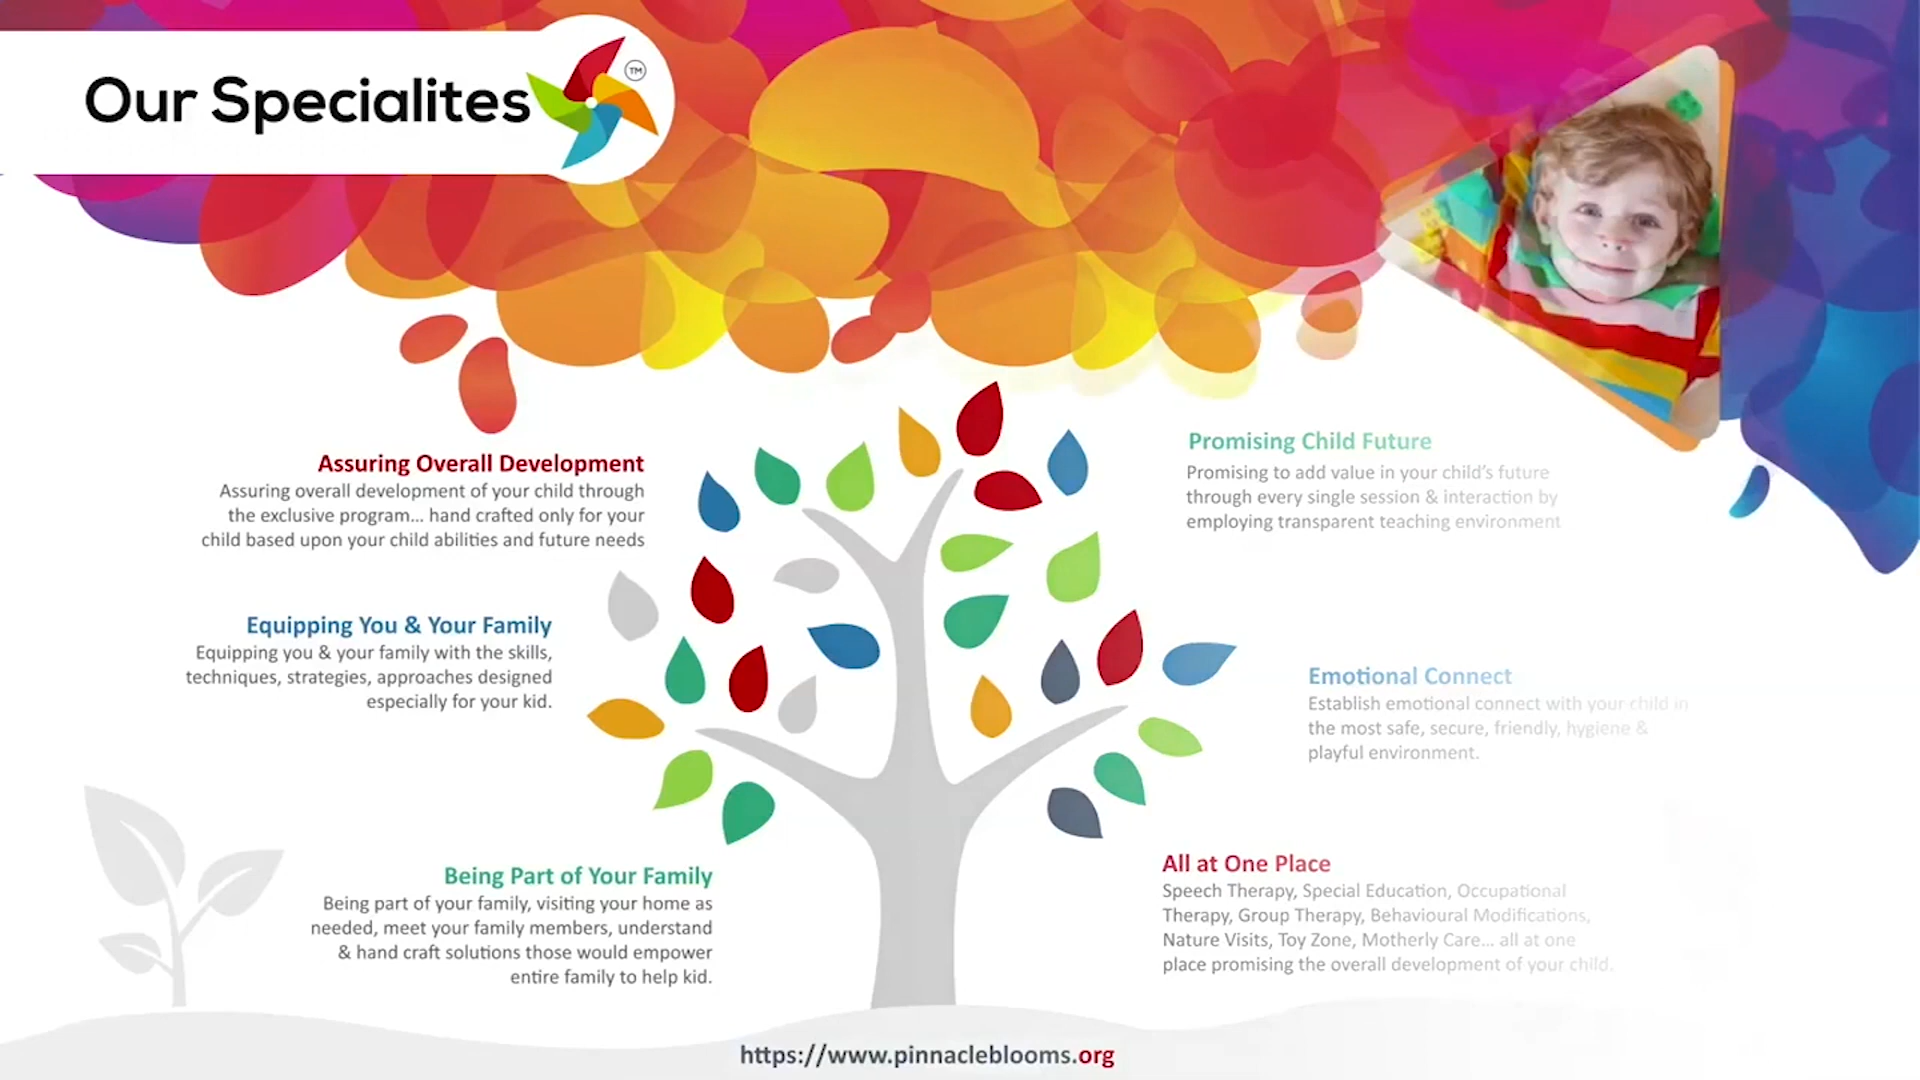 Our Specialites
TM
Assuring Overall Development
Assuring overall development of your child through
the exclusive program... hand crafted only for your
child based upon your child abilities and future needs
Equipping You & Your Family
Equipping you & your family with the skills,
techniques, strategies, approaches designed
especially for your kid.
Being Part of Your Family
Being part of your family, visiting your home as
needed, meet your family members, understand
& hand craft solutions those would empower
entire family to help kid.
Promising Child Future
Promising to add value in your child's future
through every single session & interaction by
employing transparent teaching environment
Emotional Connect
Establish emotional connect with your child in
the most safe, secure, friendly, hygiene &
playful environment.
All at One Place
Speech Therapy, Special Education, Occupational
Therapy, Group Therapy, Behavioural Modifications,
Nature Visits, Toy Zone, Motherly Care... all at one
place promising the overall development of your child.
https://www.pinnacleblooms.org